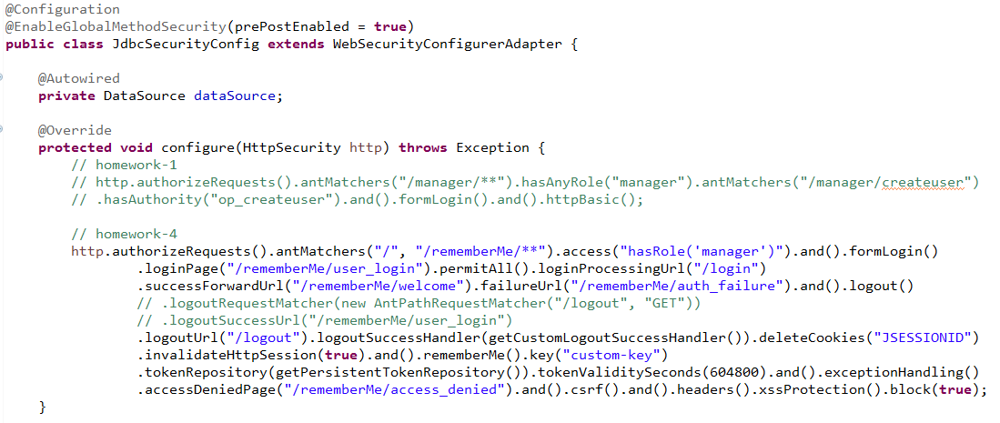 @Configuration
@EnableGlobalMethodSecurity(prePostEnabled = true)
public class JdbcSecurityConfig extends WebSecurityConfigurerAdapter {
@Autowired
private DataSource dataSource;
@Override
protected void configure(HttpSecurity http) throws Exception {
// homework-1
// http.authorizeRequests().antMatchers("/manager/**").hasAnyRole("manager").antMatchers("/manager/createuser")
// .hasAuthority("op_createuser").and().formLogin().and().httpBasic();
// homework-4
http.authorizeRequests().antMatchers("/", "/rememberMe/**").access("hasRole('manager')").and().formLogin()
.loginPage("/rememberMe/user_login").permitAll().loginProcessingUrl("/login")
.successForwardUrl("/rememberMe/welcome").failureUrl("/rememberMe/auth_failure").and().logout()
// .logoutRequestMatcher(new AntPathRequestMatcher("/logout", "GET"))
// .logoutSuccessUrl("/rememberMe/user_login")
.logoutUrl("/logout").logoutSuccessHandler(getCustomLogoutSuccessHandler()).deleteCookies("JSESSIONID")
.invalidateHttpSession(true).and().rememberMe().key("custom-key")
.tokenRepository(getPersistentTokenRepository()).tokenValiditySeconds(604800).and().exceptionHandling()
.accessDeniedPage("/rememberMe/access_denied").and().csrf().and().headers().xssProtection().block(true);
}